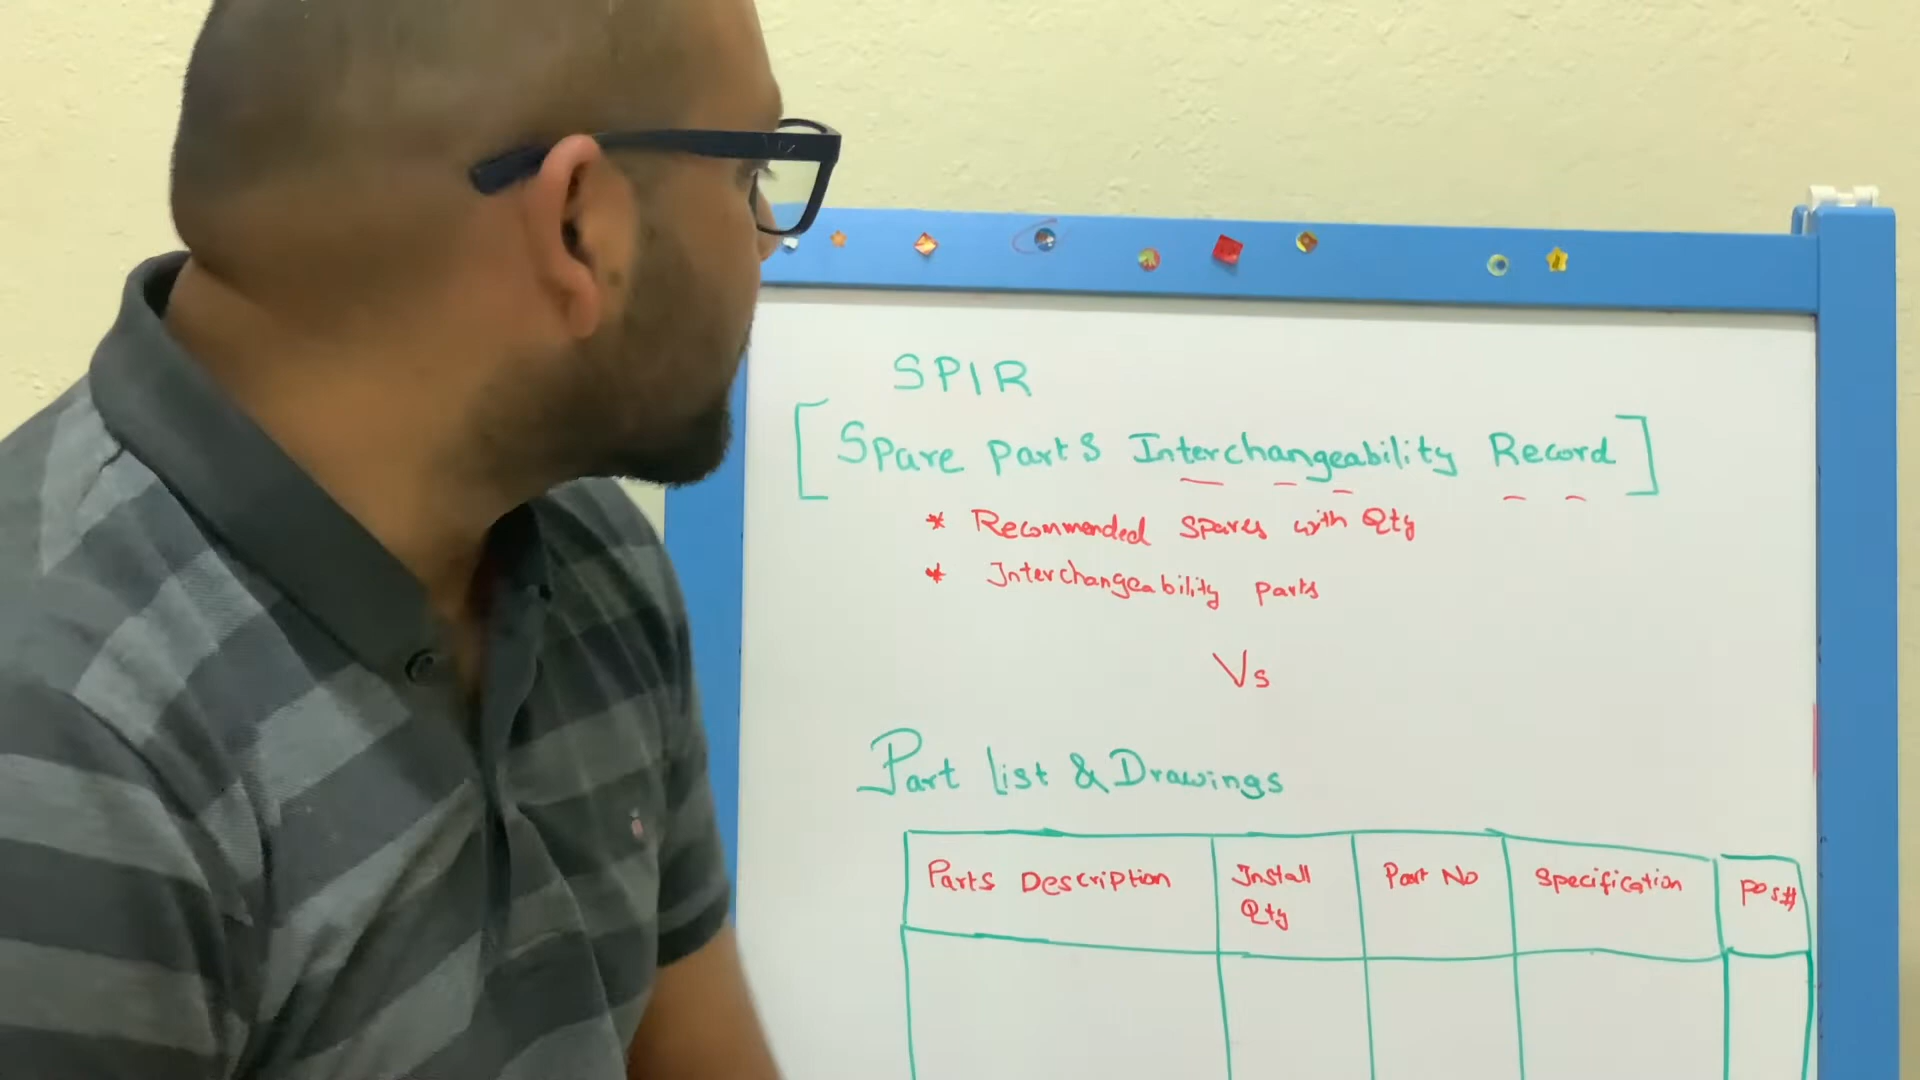 SPIR
[Spare parts Interchangeability Record]
* Recommended Spares with Qty
* Interchangeability parts
Vs
Part list & Drawings
Parts Description Install Qty Part No Specification Pos#